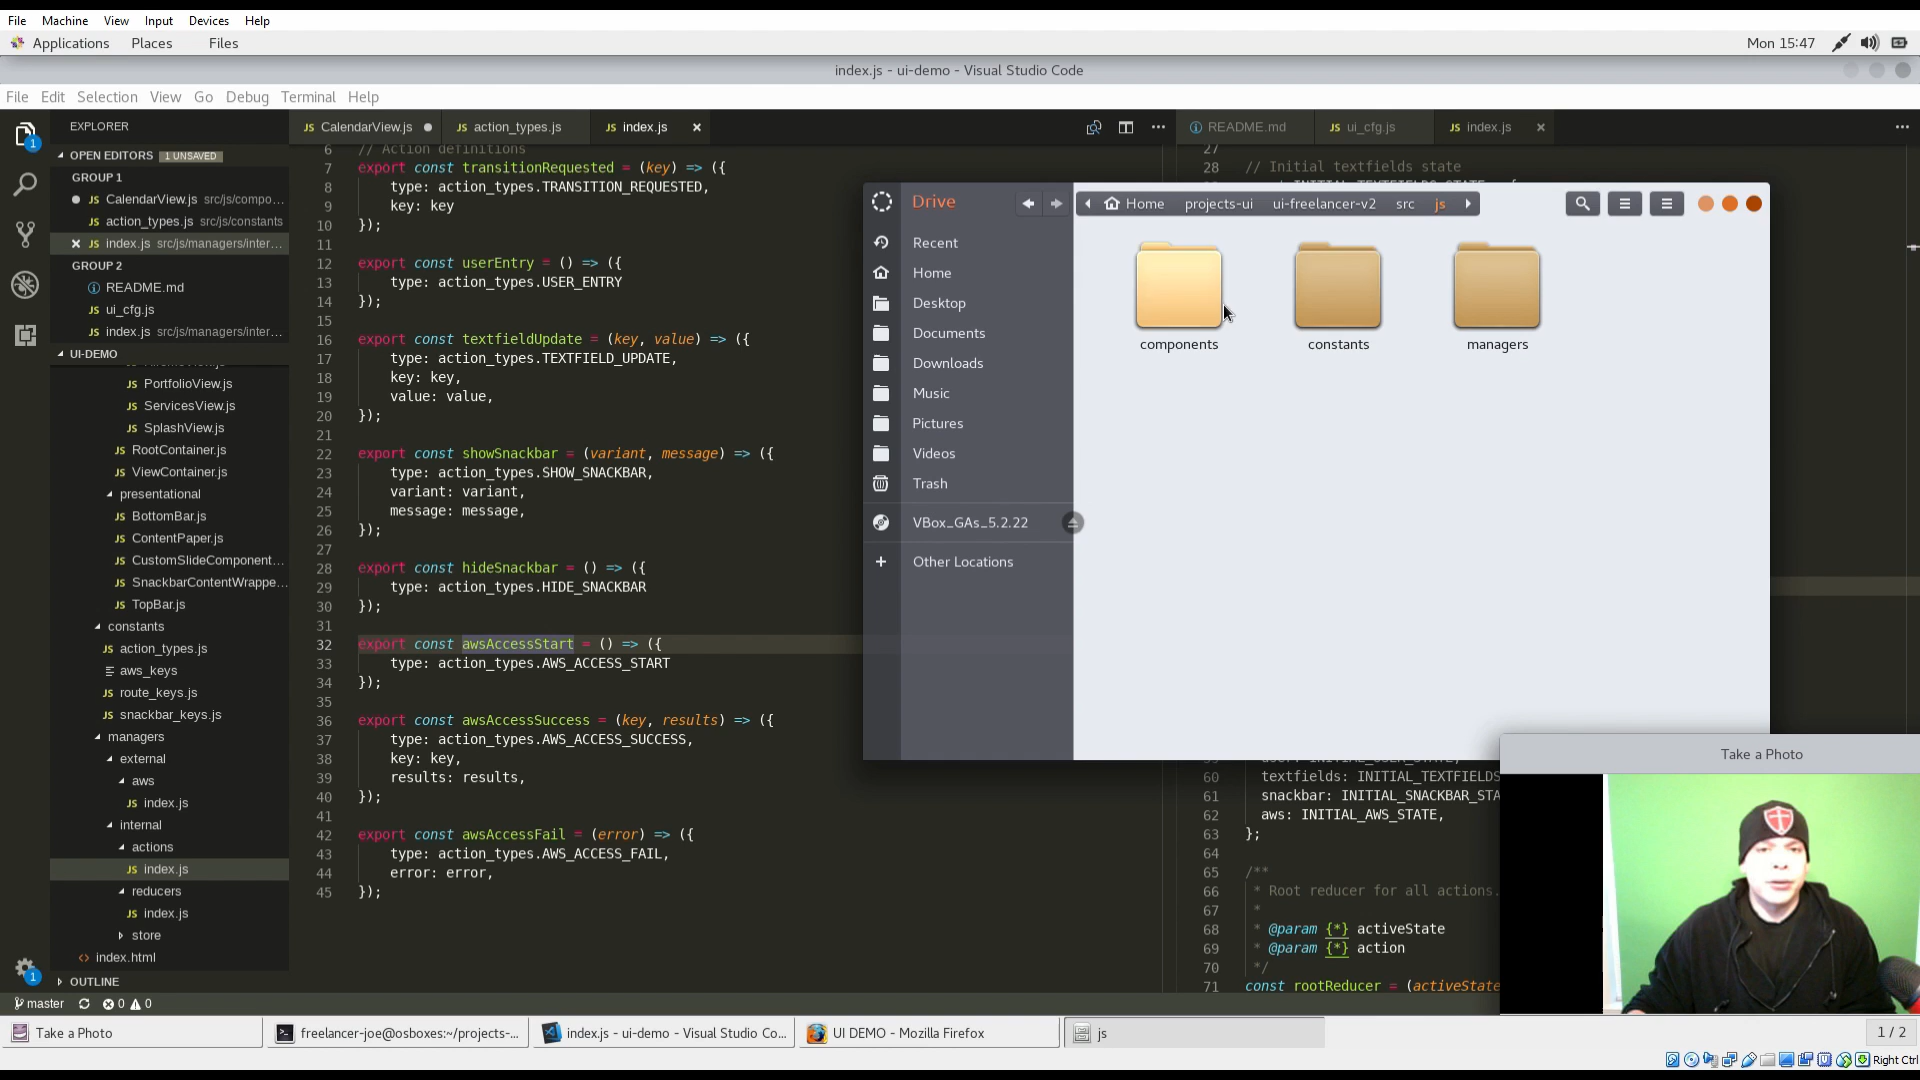 File Machine View Input Devices Help
Applications Places Files
Mon 15:47
index.js - ui-demo - Visual Studio Code
File Edit Selection View Go Debug Terminal Help
EXPLORER
OPEN EDITORS 1 UNSAVED
GROUP 1
JS CalendarView.js src/js/compo...
JS action_types.js src/js/constants
JS index.js src/js/managers/inter...
GROUP 2
README.md
JS ui_cfg.js
JS index.js src/js/managers/inter...
UI-DEMO
JS PortfolioView.js
JS ServicesView.js
JS SplashView.js
JS RootContainer.js
JS ViewContainer.js
presentational
JS BottomBar.js
JS ContentPaper.js
JS CustomSlideComponent...
JS SnackbarContentWrappe...
JS TopBar.js
constants
JS action_types.js
aws_keys
JS route_keys.js
JS snackbar_keys.js
managers
external
aws
JS index.js
internal
actions
JS index.js
reducers
JS index.js
store
index.html
OUTLINE
1
1
master 0 0
JS CalendarView.js
JS action_types.js
JS index.js
6 // Action definitions
7 export const transitionRequested = (key) => ({
8 type: action_types.TRANSITION_REQUESTED,
9 key: key
10 });
11
12 export const userEntry = () => ({
13 type: action_types.USER_ENTRY
14 });
15
16 export const textfieldUpdate = (key, value) => ({
17 type: action_types.TEXTFIELD_UPDATE,
18 key: key,
19 value: value,
20 });
21
22 export const showSnackbar = (variant, message) => ({
23 type: action_types.SHOW_SNACKBAR,
24 variant: variant,
25 message: message,
26 });
27
28 export const hideSnackbar = () => ({
29 type: action_types.HIDE_SNACKBAR
30 });
31
32 export const awsAccessStart = () => ({
33 type: action_types.AWS_ACCESS_START
34 });
35
36 export const awsAccessSuccess = (key, results) => ({
37 type: action_types.AWS_ACCESS_SUCCESS,
38 key: key,
39 results: results,
40 });
41
42 export const awsAccessFail = (error) => ({
43 type: action_types.AWS_ACCESS_FAIL,
44 error: error,
45 });
README.md
JS ui_cfg.js
JS index.js
27
28 // Initial textfields state
Drive
Home projects-ui ui-freelancer-v2 src js
Recent
Home
Desktop
Documents
Downloads
Music
Pictures
Videos
Trash
VBox_GAs_5.2.22
Other Locations
components constants managers
60 textfields: INITIAL_TEXTFIELDS
61 snackbar: INITIAL_SNACKBAR_STA
62 aws: INITIAL_AWS_STATE,
63 };
64
65 /**
66 * Root reducer for all actions.
67 *
68 * @param {*} activeState
69 * @param {*} action
70 */
71 const rootReducer = (activeState
Take a Photo
Take a Photo
freelancer-joe@osboxes:~/projects-...
index.js - ui-demo - Visual Studio Co...
UI DEMO - Mozilla Firefox
js
1 / 2
Right Ctrl